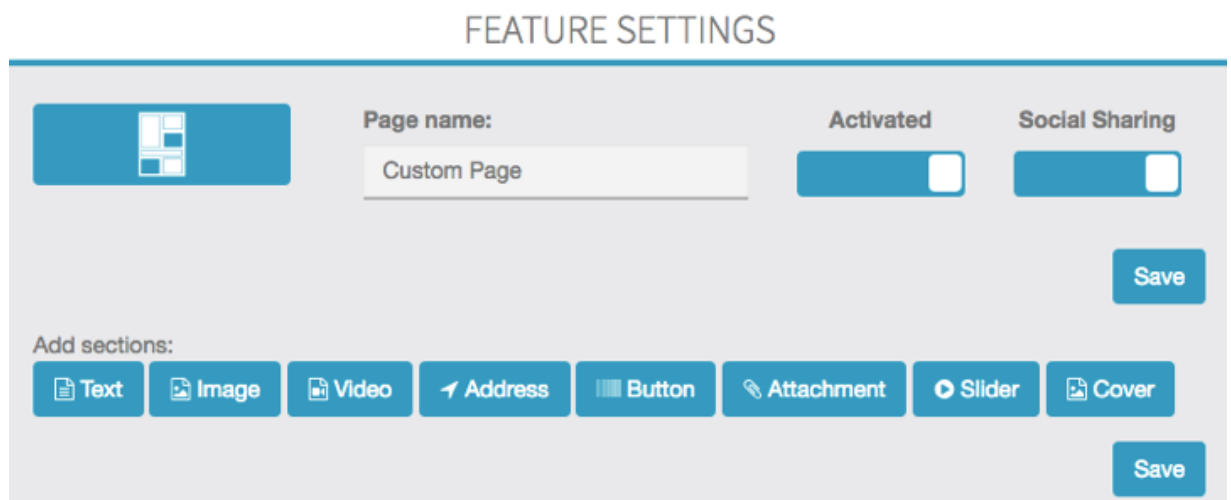 FEATURE SETTINGS
Page name: Activated Social Sharing
Custom Page
Save
Add sections:
Text Image Video Address Button Attachment Slider Cover
Save